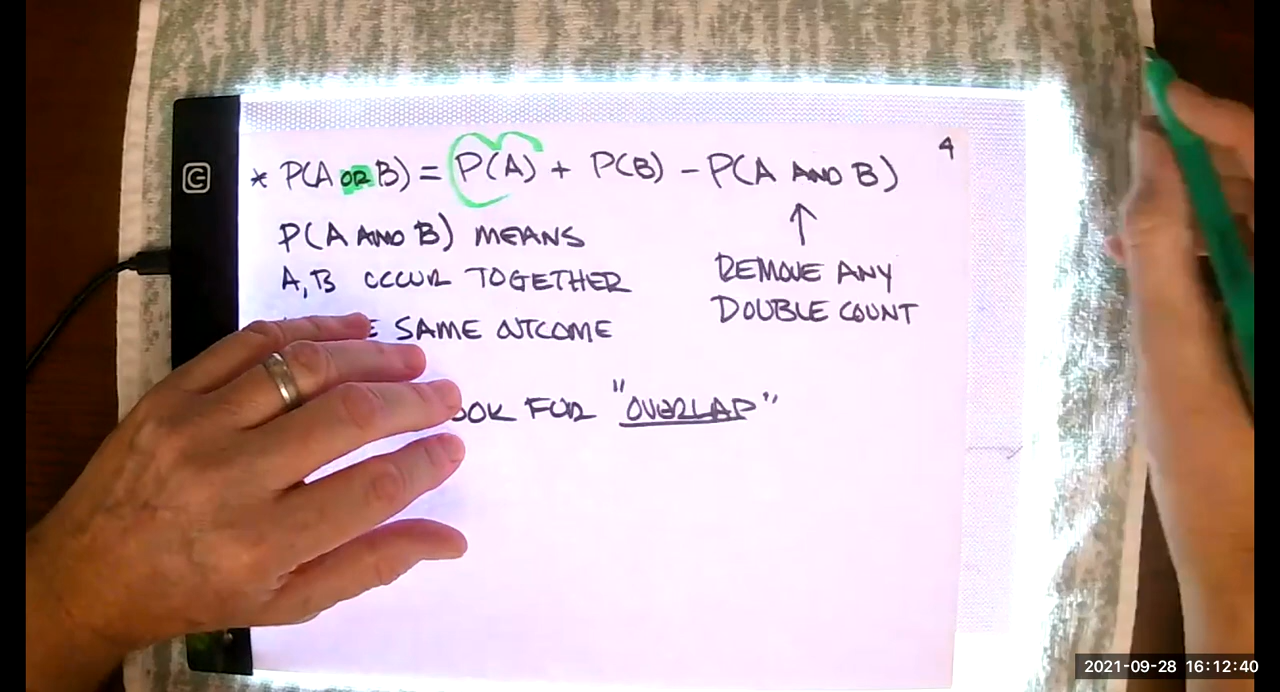 4
* P(A OR B) = P(A) + P(B) - P(A AND B)
P(A AND B) MEANS
A, B OCCUR TOGETHER
SAME OUTCOME
REMOVE ANY
DOUBLE COUNT
FOR "OVERLAP"
2021-09-28 16:12:40